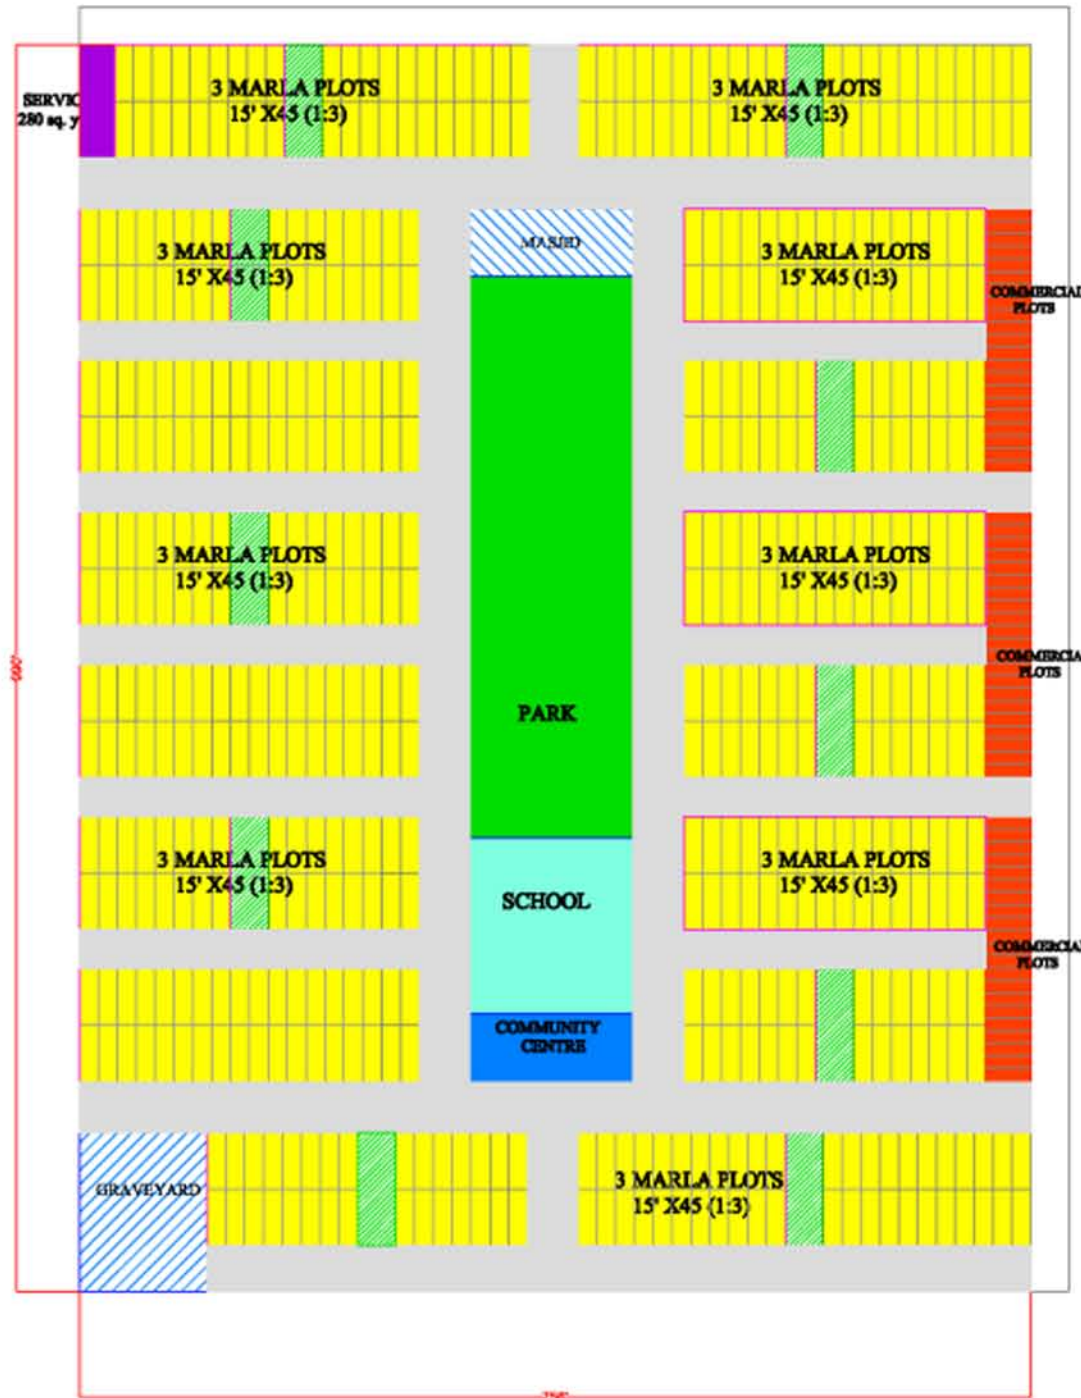 3 MARLA PLOTS
15' X45 (1:3)
3 MARLA PLOTS
15' X45 (1:3)
SERVIC
280 sq. y
MASJID
3 MARLA PLOTS
15' X45 (1:3)
3 MARLA PLOTS
15' X45 (1:3)
COMMERCIAL
PLOTS
3 MARLA PLOTS
15' X45 (1:3)
3 MARLA PLOTS
15' X45 (1:3)
COMMERCIAL
PLOTS
PARK
3 MARLA PLOTS
15' X45 (1:3)
3 MARLA PLOTS
15' X45 (1:3)
SCHOOL
COMMERCIAL
PLOTS
COMMUNITY
CENTRE
GRAVEYARD
3 MARLA PLOTS
15' X45 (1:3)